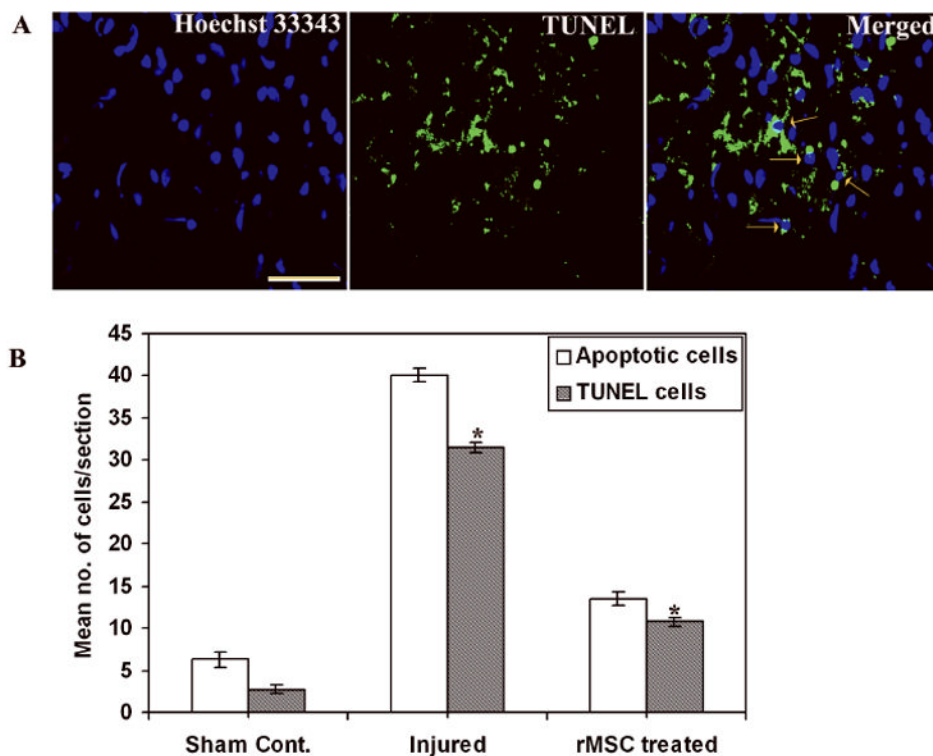 A
Hoechst 33343
TUNEL
Merged
B
Mean no. of cells/section
45
40
35
30
25
20
15
10
5
0
Apoptotic cells
TUNEL cells
*
*
Sham Cont.
Injured
rMSC treated